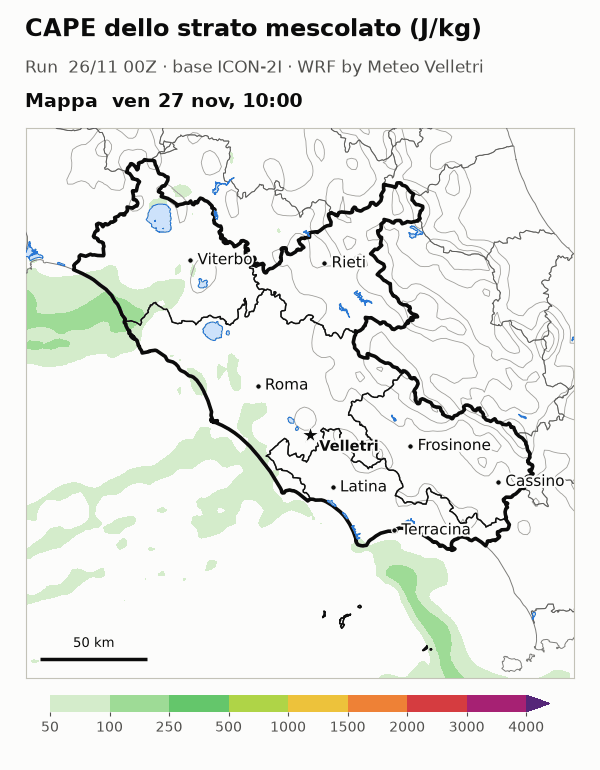 CAPE dello strato mescolato (J/kg)
Run  26/11 00Z · base ICON-2I · WRF by Meteo Velletri
Mappa  ven 27 nov, 10:00
Viterbo
Rieti
Roma
Velletri
Frosinone
Cassino
Latina
Terracina
50 km
50 100 250 500 1000 1500 2000 3000 4000